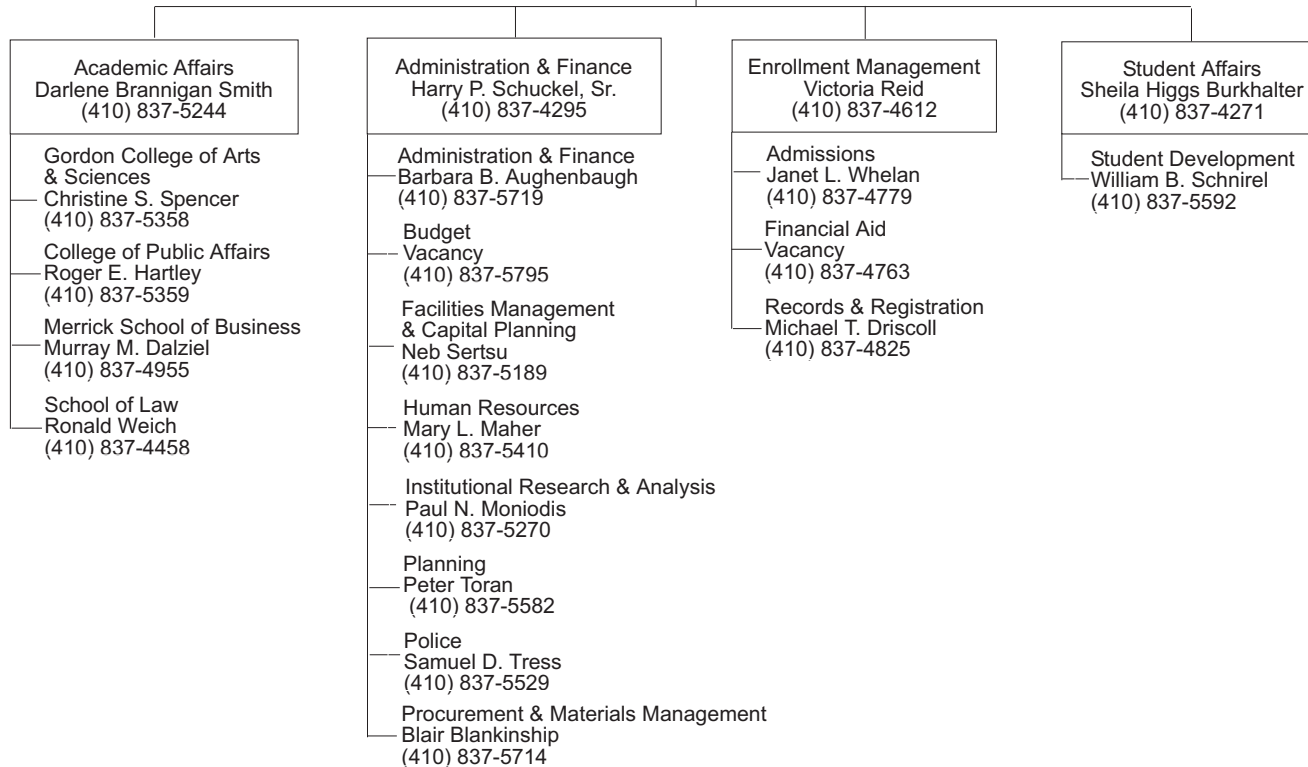 Academic Affairs
Darlene Brannigan Smith
(410) 837-5244
Gordon College of Arts
& Sciences
Christine S. Spencer
(410) 837-5358
College of Public Affairs
Roger E. Hartley
(410) 837-5359
Merrick School of Business
Murray M. Dalziel
(410) 837-4955
School of Law
Ronald Weich
(410) 837-4458
Administration & Finance
Harry P. Schuckel, Sr.
(410) 837-4295
Administration & Finance
Barbara B. Aughenbaugh
(410) 837-5719
Budget
Vacancy
(410) 837-5795
Facilities Management
& Capital Planning
Neb Sertsu
(410) 837-5189
Human Resources
Mary L. Maher
(410) 837-5410
Institutional Research & Analysis
Paul N. Moniodis
(410) 837-5270
Planning
Peter Toran
(410) 837-5582
Police
Samuel D. Tress
(410) 837-5529
Procurement & Materials Management
Blair Blankinship
(410) 837-5714
Enrollment Management
Victoria Reid
(410) 837-4612
Admissions
Janet L. Whelan
(410) 837-4779
Financial Aid
Vacancy
(410) 837-4763
Records & Registration
Michael T. Driscoll
(410) 837-4825
Student Affairs
Sheila Higgs Burkhalter
(410) 837-4271
Student Development
William B. Schnirel
(410) 837-5592